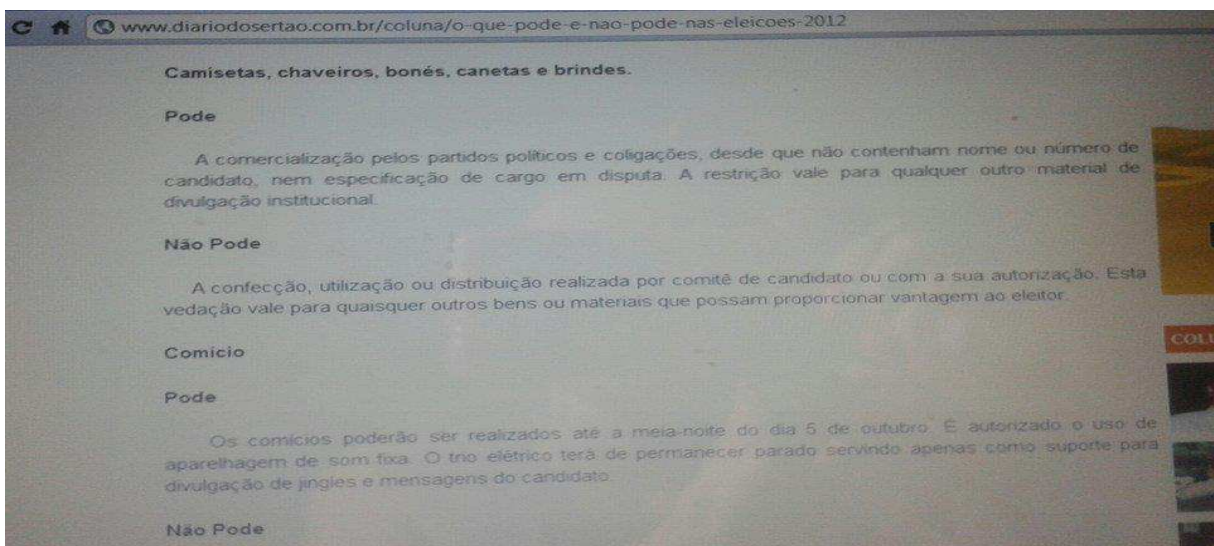 www.diariodosertao.com.br/coluna/o-que-pode-e-nao-pode-nas-eleicoes-2012
Camisetas, chaveiros, bonés, canetas e brindes.
Pode
A comercialização pelos partidos políticos e coligações, desde que não contenham nome ou número de
candidato, nem especificação de cargo em disputa. A restrição vale para qualquer outro material de
divulgação institucional.
Não Pode
A confecção, utilização ou distribuição realizada por comitê de candidato ou com a sua autorização. Esta
vedação vale para quaisquer outros bens ou materiais que possam proporcionar vantagem ao eleitor.
COLU
Comício
Pode
Os comícios poderão ser realizados até a meia-noite do dia 5 de outubro. É autorizado o uso de
aparelhagem de som fixa. O trio elétrico terá de permanecer parado servindo apenas como suporte para
divulgação de jingles e mensagens do candidato.
Não Pode